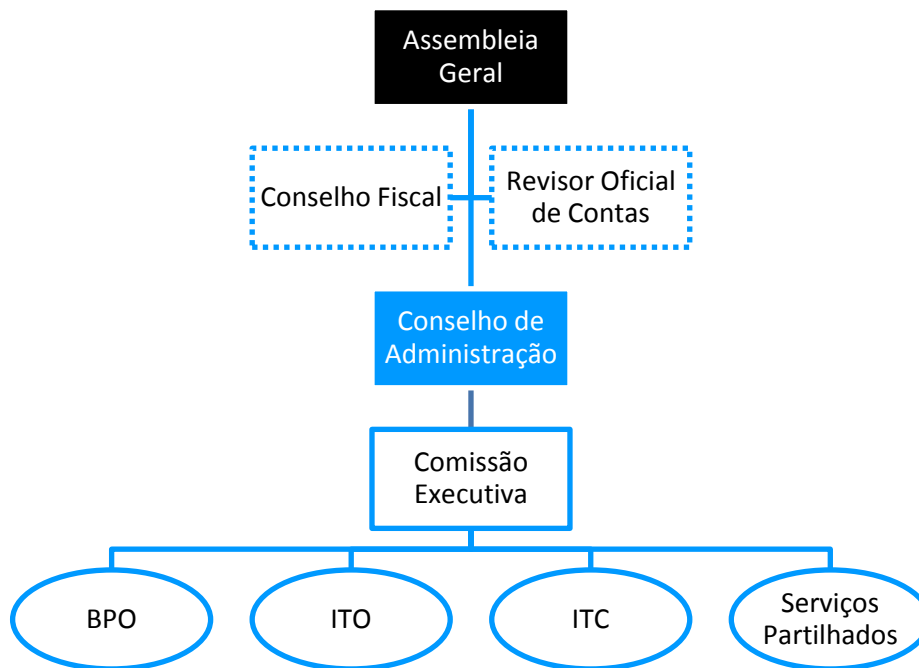 Assembleia
Geral
Conselho Fiscal
Revisor Oficial
de Contas
Conselho de
Administração
Comissão
Executiva
BPO
ITO
ITC
Serviços
Partilhados